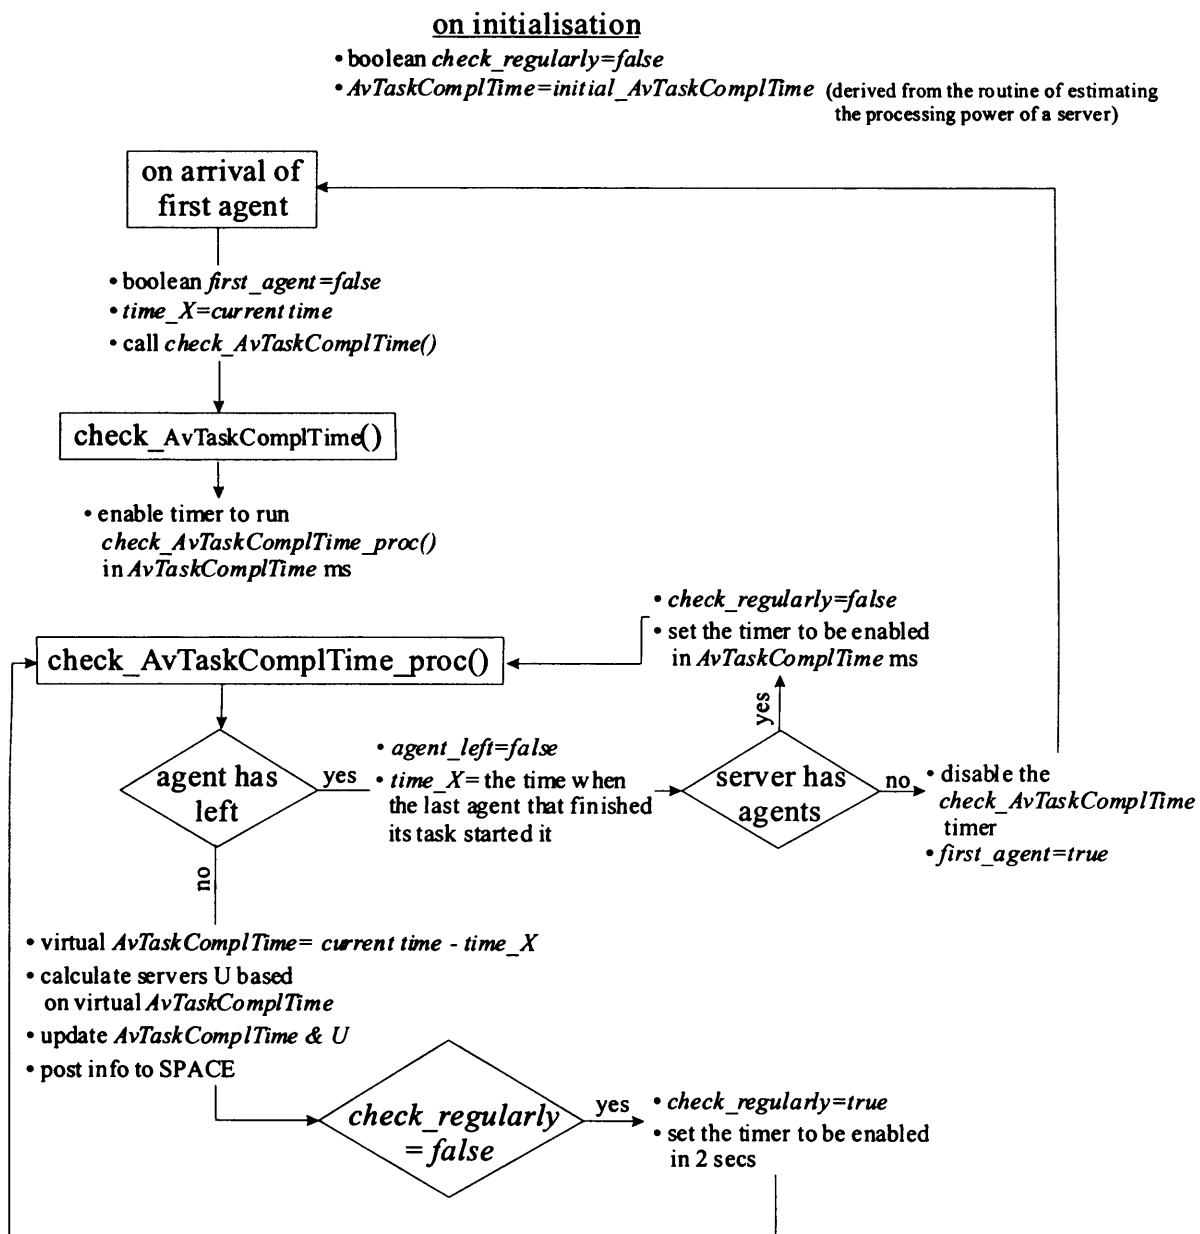 on initialisation
• boolean check_regularly=false
• AvTaskComplTime=initial_AvTaskComplTime (derived from the routine of estimating
the processing power of a server)
on arrival of
first agent
• boolean first_agent=false
• time_X=current time
• call check_AvTaskComplTime()
check_AvTaskComplTime()
• enable timer to run
check_AvTaskComplTime_proc()
in AvTaskComplTime ms
• check_regularly=false
• set the timer to be enabled
in AvTaskComplTime ms
check_AvTaskComplTime_proc()
yes
agent has
left
yes
• agent_left=false
• time_X= the time when
the last agent that finished
its task started it
server has
agents
no
• disable the
check_AvTaskComplTime
timer
• first_agent=true
no
• virtual AvTaskComplTime= current time - time_X
• calculate servers U based
on virtual AvTaskComplTime
• update AvTaskComplTime & U
• post info to SPACE
check_regularly
= false
yes
• check_regularly=true
• set the timer to be enabled
in 2 secs